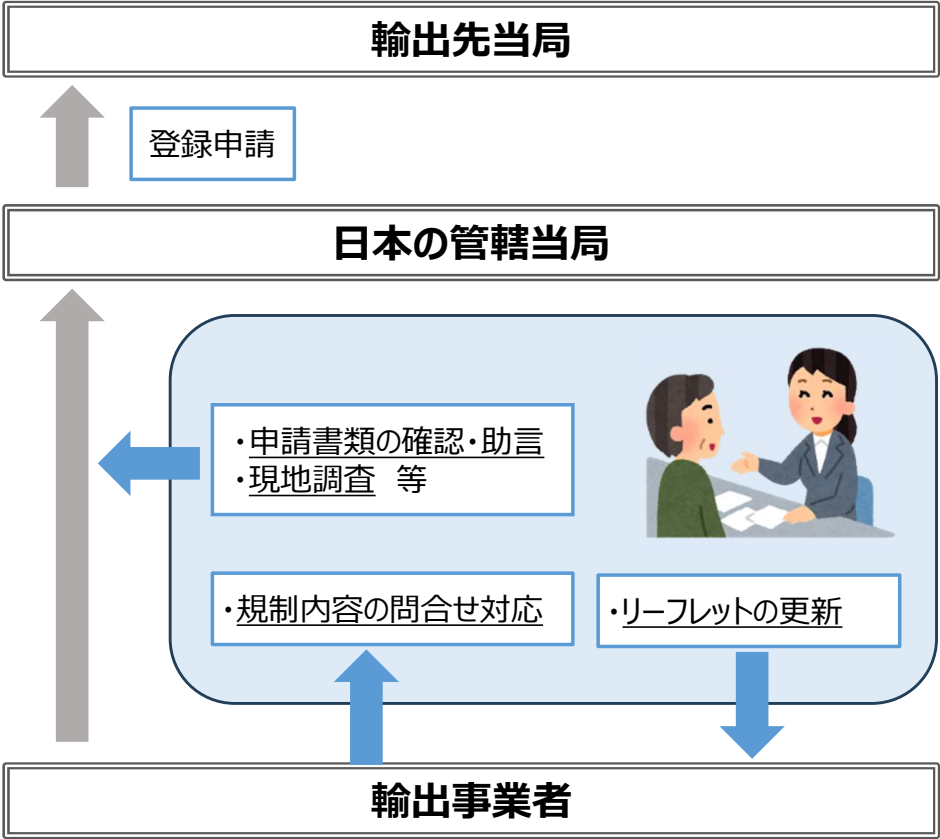 輸出先当局
登録申請
日本の管轄当局
・申請書類の確認・助言
・現地調査　等
・規制内容の問合せ対応
・リーフレットの更新
輸出事業者